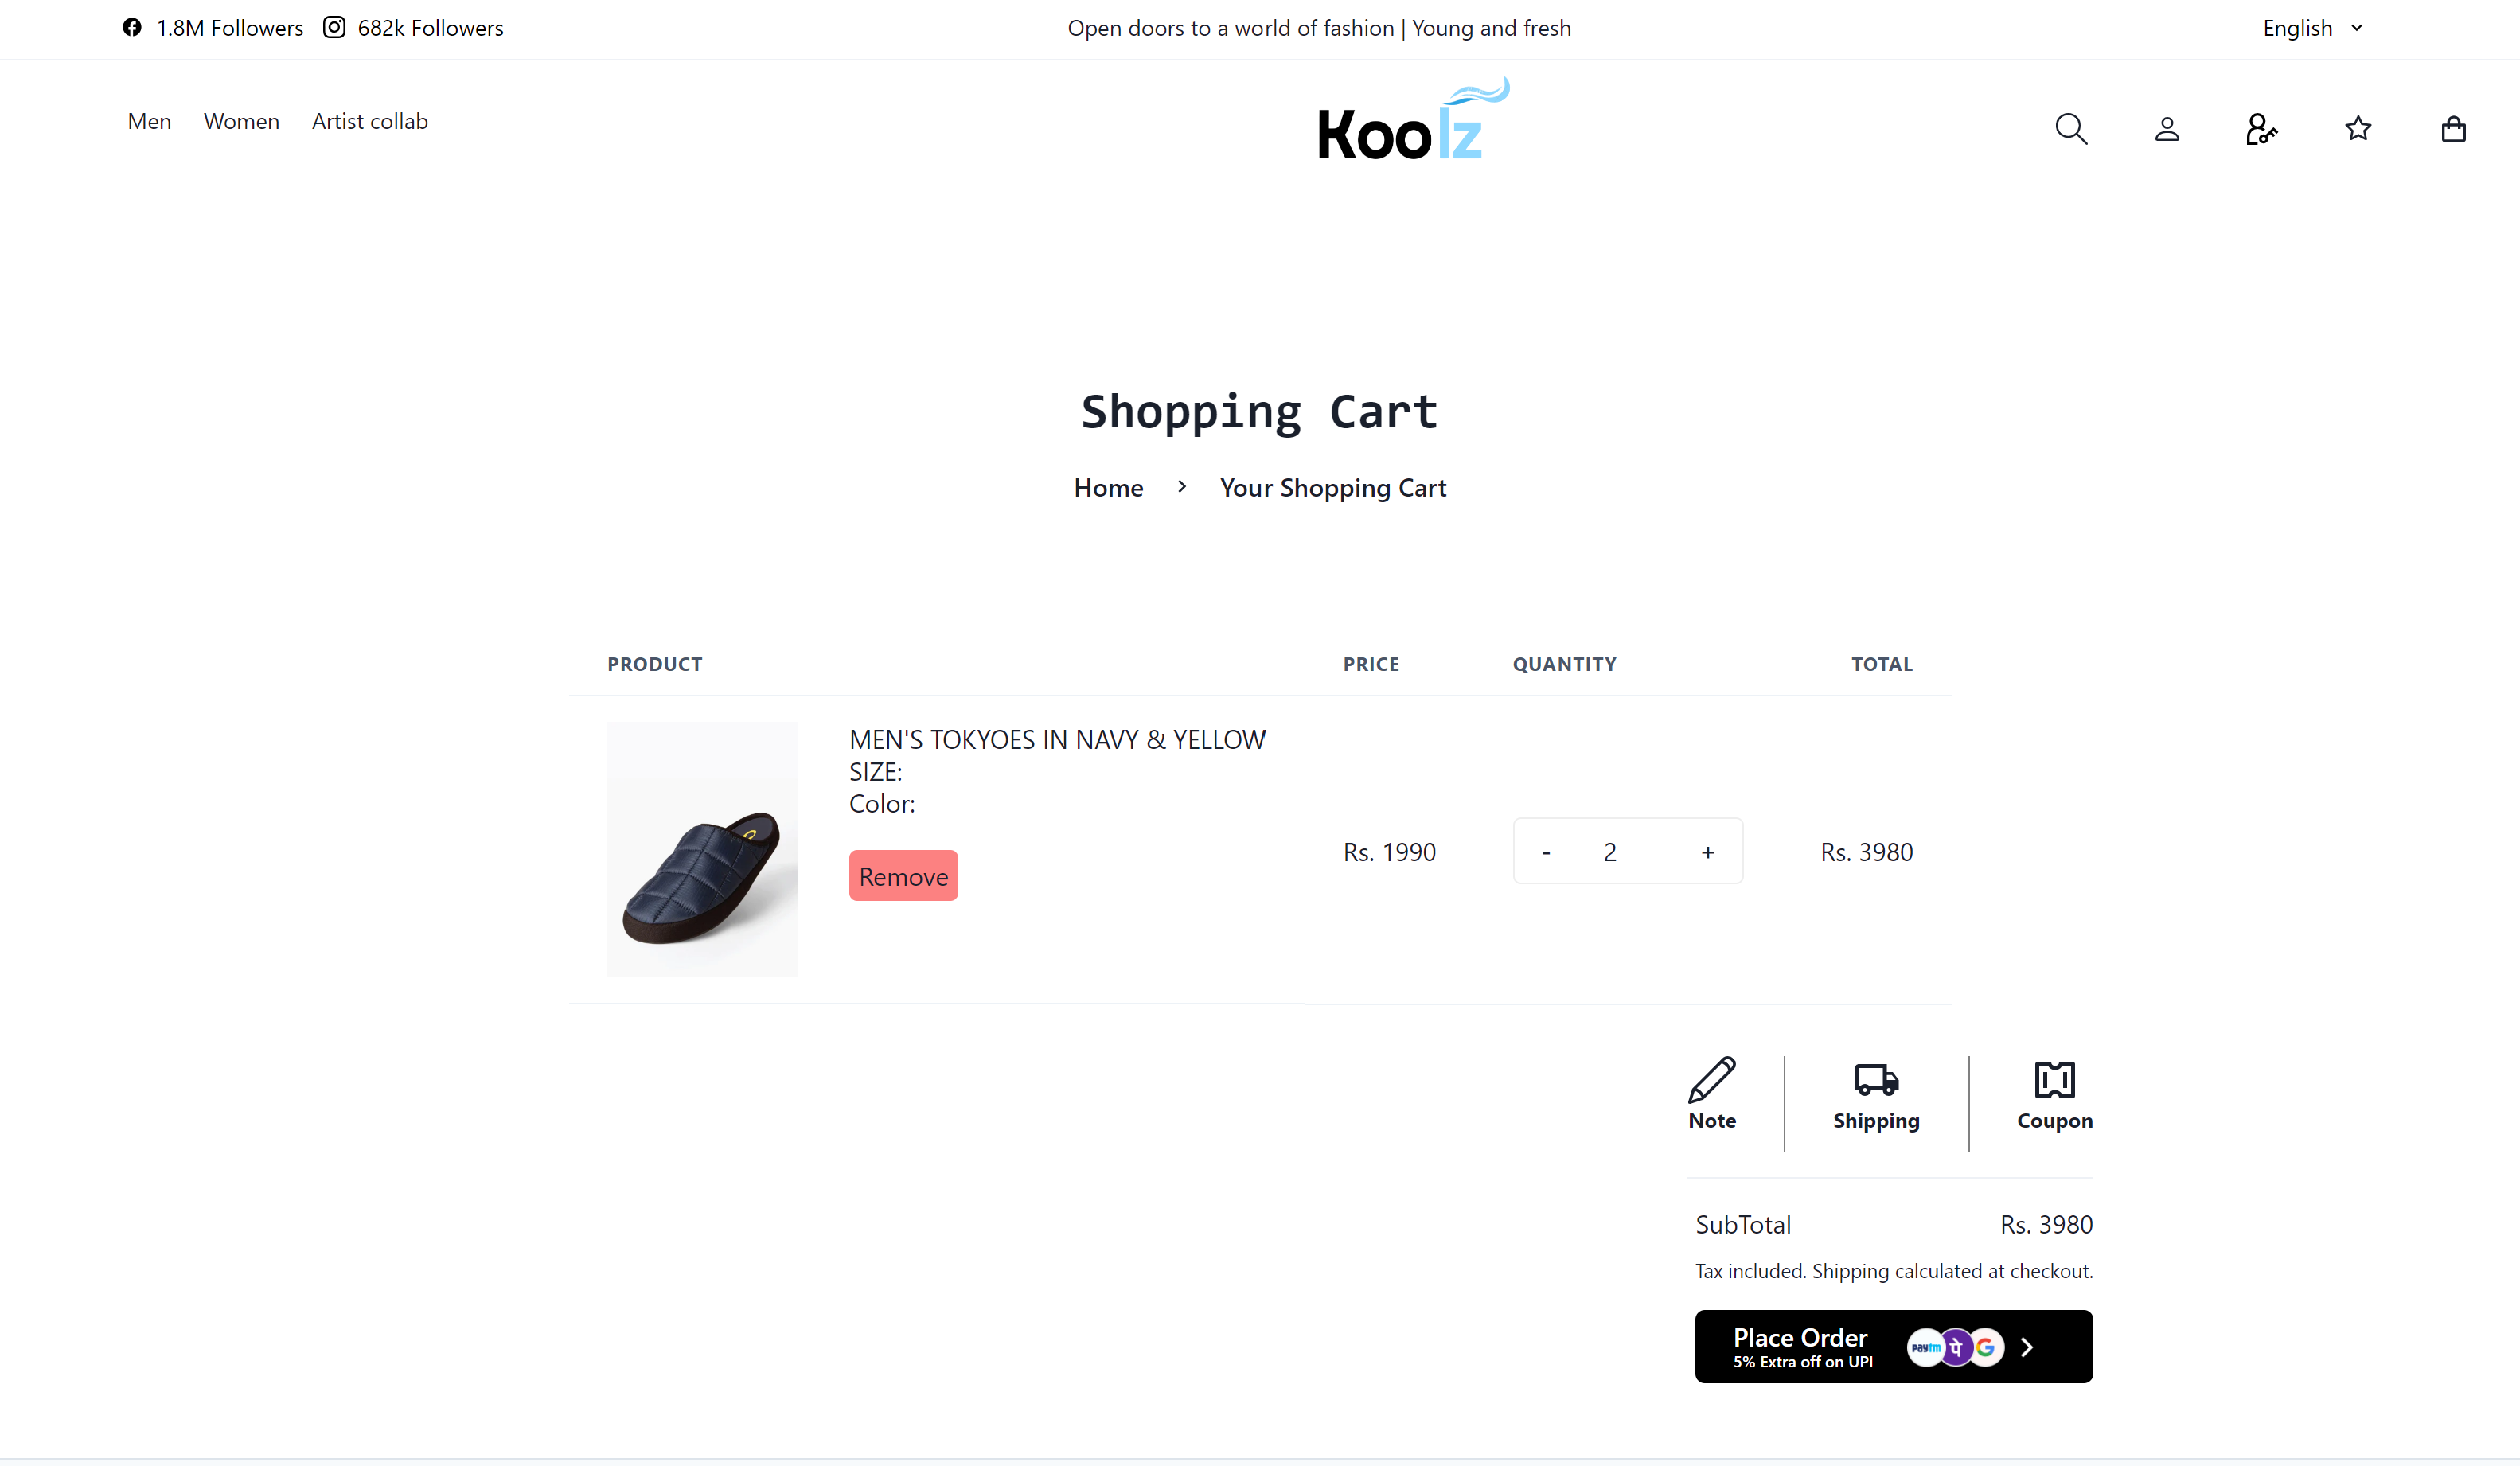 1.8M Followers 682k Followers
Open doors to a world of fashion | Young and fresh
English
Men Women Artist collab
Koolz
Shopping Cart
Home > Your Shopping Cart
PRODUCT PRICE QUANTITY TOTAL
MEN'S TOKYOES IN NAVY & YELLOW
SIZE:
Color:
Remove
Rs. 1990
- 2 +
Rs. 3980
Note
Shipping
Coupon
SubTotal Rs. 3980
Tax included. Shipping calculated at checkout.
Place Order
5% Extra off on UPI
paytm पे G